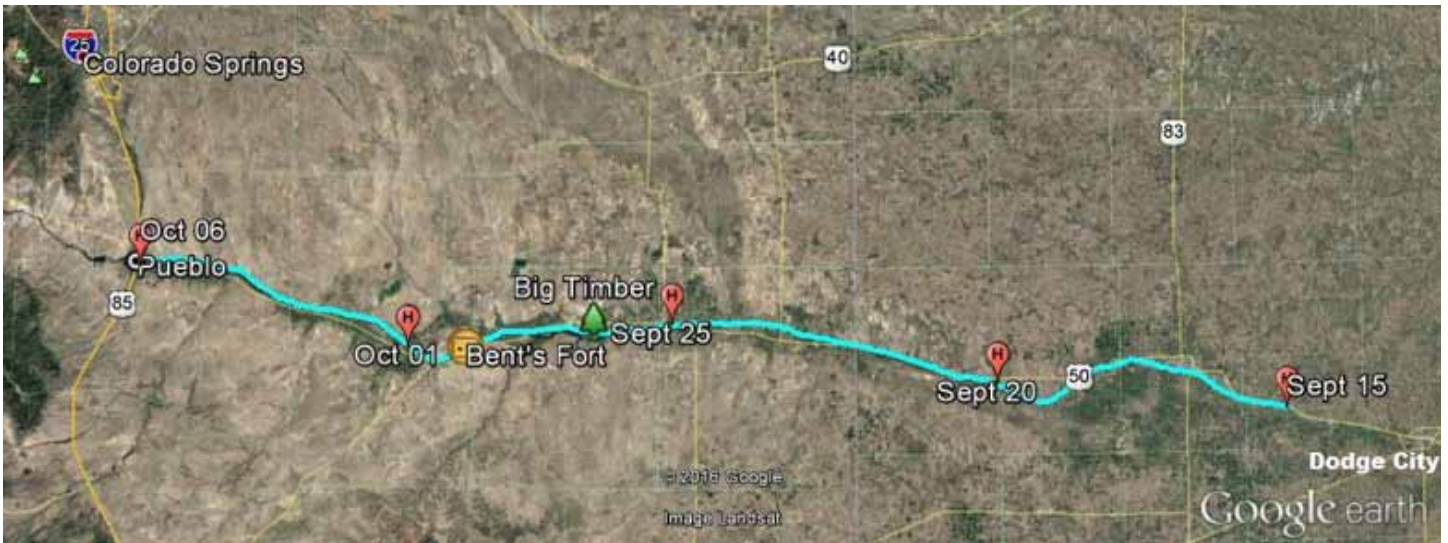 25
Colorado Springs
40
83
Oct 06
Pueblo
85
H
Big Timber
H
Sept 25
H
Oct 01
Bent's Fort
H
Sept 20
50
H
Sept 15
Dodge City
© 2016 Google
Image Landsat
Google earth